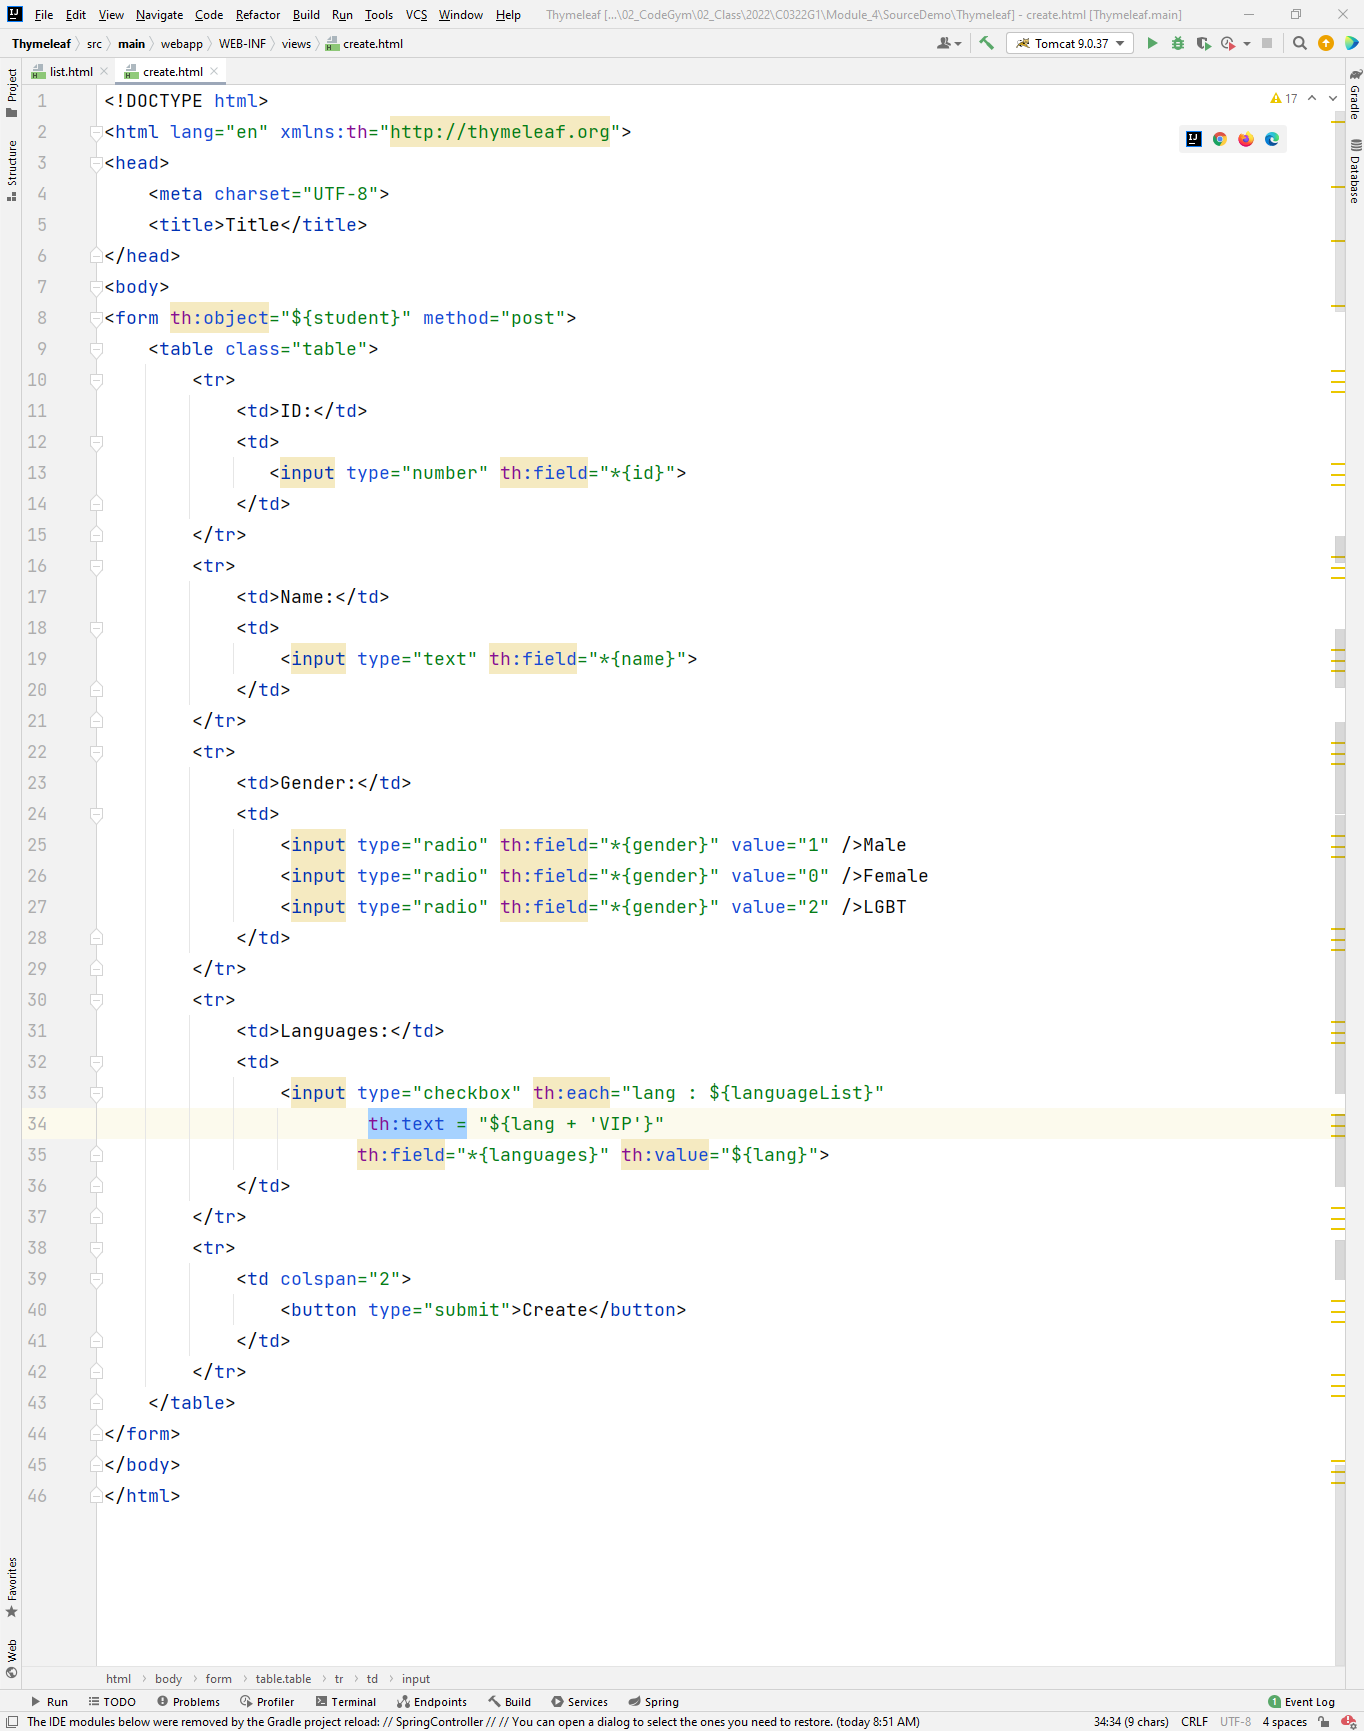 File Edit View Navigate Code Refactor Build Run Tools VCS Window Help Thymeleaf [...\02_CodeGym\02_Class\2022\C0322G1\Module_4\SourceDemo\Thymeleaf] - create.html [Thymeleaf.main]
Thymeleaf src main webapp WEB-INF views create.html Tomcat 9.0.37
list.html create.html
Project
Structure
Favorites
Web
Gradle
Database
17
1 <!DOCTYPE html>
2 <html lang="en" xmlns:th="http://thymeleaf.org">
3 <head>
4 <meta charset="UTF-8">
5 <title>Title</title>
6 </head>
7 <body>
8 <form th:object="${student}" method="post">
9 <table class="table">
10 <tr>
11 <td>ID:</td>
12 <td>
13 <input type="number" th:field="*{id}">
14 </td>
15 </tr>
16 <tr>
17 <td>Name:</td>
18 <td>
19 <input type="text" th:field="*{name}">
20 </td>
21 </tr>
22 <tr>
23 <td>Gender:</td>
24 <td>
25 <input type="radio" th:field="*{gender}" value="1" />Male
26 <input type="radio" th:field="*{gender}" value="0" />Female
27 <input type="radio" th:field="*{gender}" value="2" />LGBT
28 </td>
29 </tr>
30 <tr>
31 <td>Languages:</td>
32 <td>
33 <input type="checkbox" th:each="lang : ${languageList}"
34 th:text = "${lang + 'VIP'}"
35 th:field="*{languages}" th:value="${lang}">
36 </td>
37 </tr>
38 <tr>
39 <td colspan="2">
40 <button type="submit">Create</button>
41 </td>
42 </tr>
43 </table>
44 </form>
45 </body>
46 </html>
html body form table.table tr td input
Run TODO Problems Profiler Terminal Endpoints Build Services Spring 1 Event Log
The IDE modules below were removed by the Gradle project reload: // SpringController // // You can open a dialog to select the ones you need to restore. (today 8:51 AM) 34:34 (9 chars) CRLF UTF-8 4 spaces